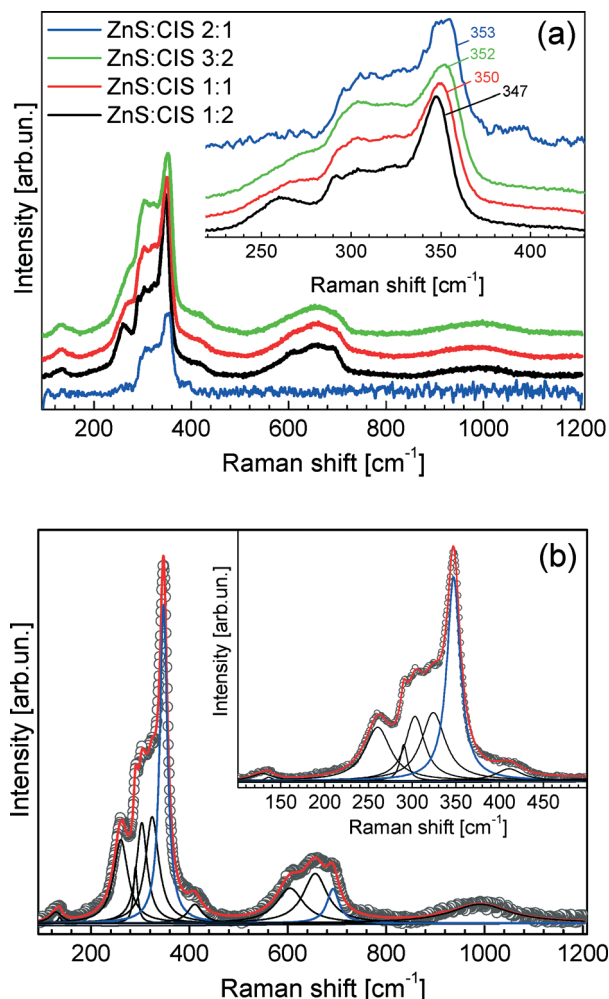 ZnS:CIS 2:1
ZnS:CIS 3:2
ZnS:CIS 1:1
ZnS:CIS 1:2
(a)
353
352
350
347
250 300 350 400
Raman shift [cm⁻¹]
Intensity [arb.un.]
200 400 600 800 1000 1200
Raman shift [cm⁻¹]
(b)
Intensity [arb.un.]
150 200 250 300 350 400 450
Raman shift [cm⁻¹]
Intensity [arb.un.]
200 400 600 800 1000 1200
Raman shift [cm⁻¹]